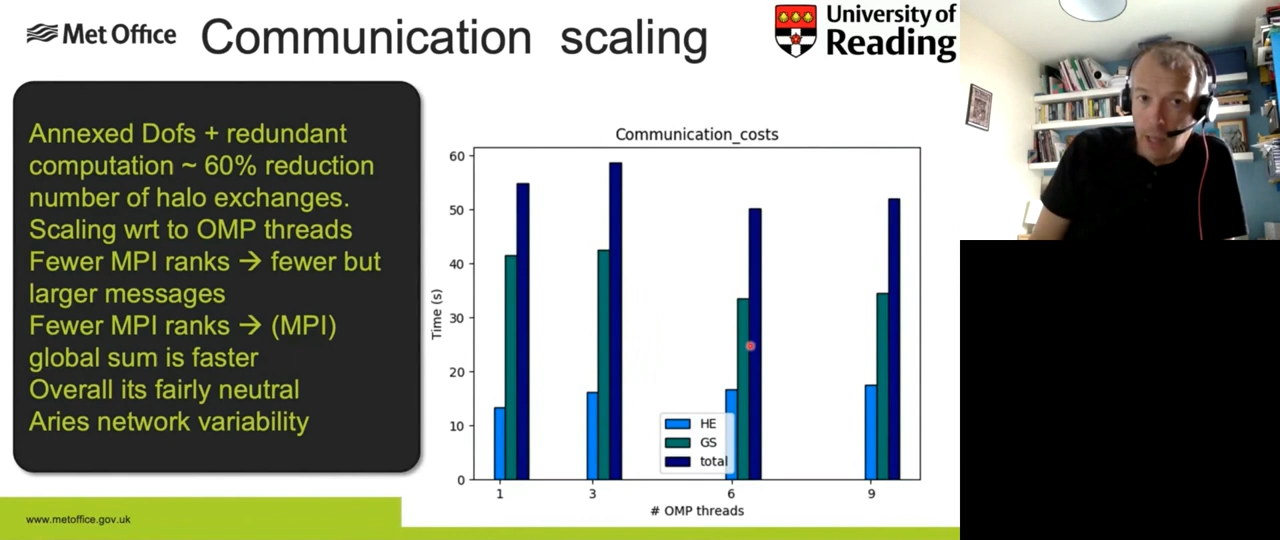 Met Office
Communication scaling
University of
Reading
Annexed Dofs + redundant
computation ~ 60% reduction
number of halo exchanges.
Scaling wrt to OMP threads
Fewer MPI ranks → fewer but
larger messages
Fewer MPI ranks → (MPI)
global sum is faster
Overall its fairly neutral
Aries network variability
Communication_costs
Time (s)
60
50
40
30
20
10
0
HE
GS
total
1 3 6 9
# OMP threads
www.metoffice.gov.uk